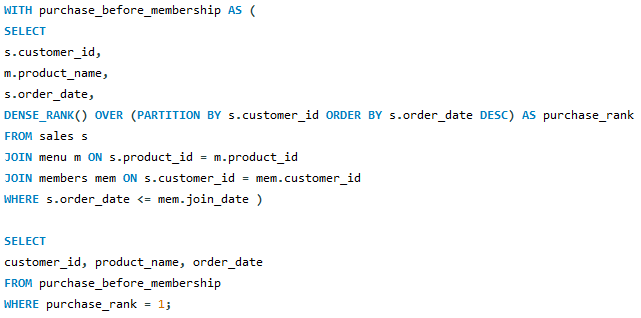 WITH purchase_before_membership AS (
SELECT
s.customer_id,
m.product_name,
s.order_date,
DENSE_RANK() OVER (PARTITION BY s.customer_id ORDER BY s.order_date DESC) AS purchase_rank
FROM sales s
JOIN menu m ON s.product_id = m.product_id
JOIN members mem ON s.customer_id = mem.customer_id
WHERE s.order_date <= mem.join_date )

SELECT
customer_id, product_name, order_date
FROM purchase_before_membership
WHERE purchase_rank = 1;